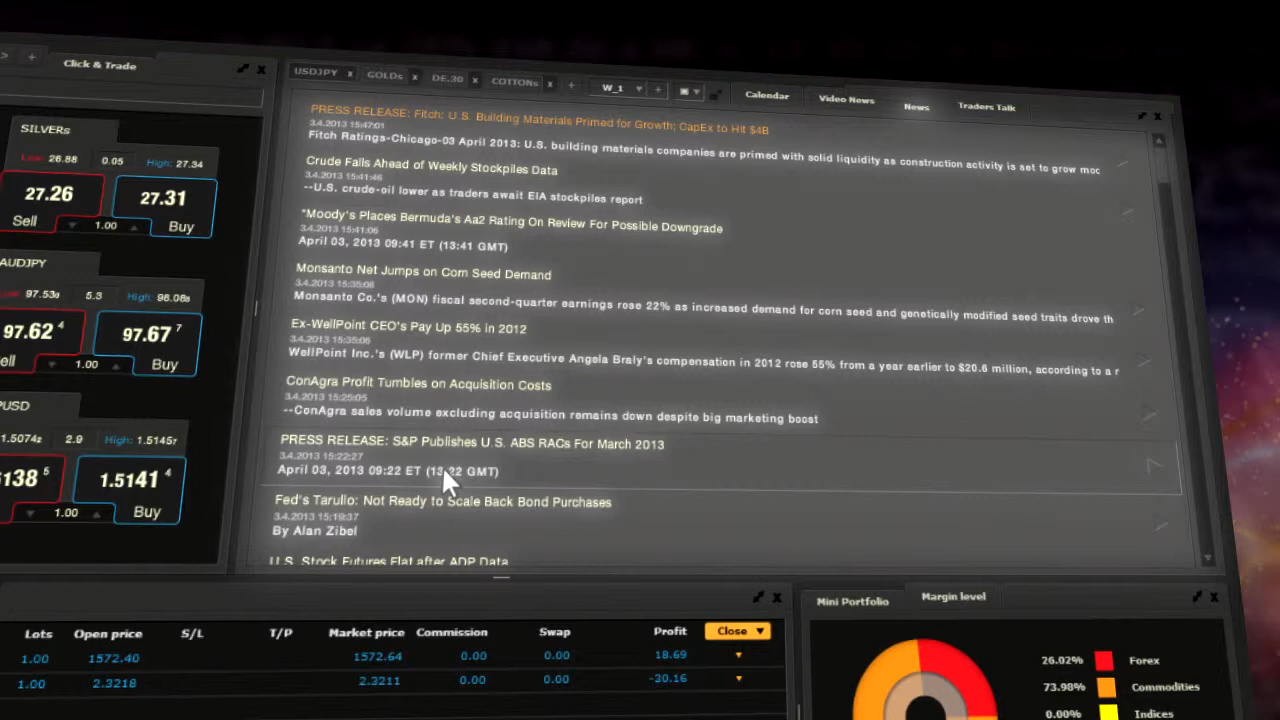 Click & Trade
SILVERs
Low: 26.88 0.05 High: 27.34
27.26 27.31
Sell 1.00 Buy
AUDJPY
Low: 97.53 5.3 High: 98.08
97.62 4 97.67 7
1.00 Buy
1.5074 2.9 High: 1.5145
138 5 1.5141 4
1.00 Buy
USDJPY x GOLDs x DE.30 x COTTONs x + W_1 +
Calendar Video News News Traders Talk
PRESS RELEASE: Fitch: U.S. Building Materials Primed for Growth; CapEx to Hit $4B
3.4.2013 15:47:01
Fitch Ratings-Chicago-03 April 2013: U.S. building materials companies are primed with solid liquidity as construction activity is set to grow moc
Crude Falls Ahead of Weekly Stockpiles Data
3.4.2013 15:41:46
--U.S. crude-oil lower as traders await EIA stockpiles report
"Moody's Places Bermuda's Aa2 Rating On Review For Possible Downgrade
3.4.2013 15:41:06
April 03, 2013 09:41 ET (13:41 GMT)
Monsanto Net Jumps on Corn Seed Demand
3.4.2013 15:35:08
Monsanto Co.'s (MON) fiscal second-quarter earnings rose 22% as increased demand for corn seed and genetically modified seed traits drove th
Ex-WellPoint CEO's Pay Up 55% in 2012
3.4.2013 15:35:06
WellPoint Inc.'s (WLP) former Chief Executive Angela Braly's compensation in 2012 rose 55% from a year earlier to $20.6 million, according to a r
ConAgra Profit Tumbles on Acquisition Costs
3.4.2013 15:25:05
--ConAgra sales volume excluding acquisition remains down despite big marketing boost
PRESS RELEASE: S&P Publishes U.S. ABS RACs For March 2013
3.4.2013 15:22:27
April 03, 2013 09:22 ET (13:22 GMT)
Fed's Tarullo: Not Ready to Scale Back Bond Purchases
3.4.2013 15:19:37
By Alan Zibel
U.S. Stock Futures Flat after ADP Data
Lots Open price S/L T/P Market price Commission Swap Profit Close
1.00 1572.40 1572.64 0.00 0.00 18.69
1.00 2.3218 2.3211 0.00 0.00 -30.16
Mini Portfolio Margin level
26.02% Forex
73.98% Commodities
0.00% Indices